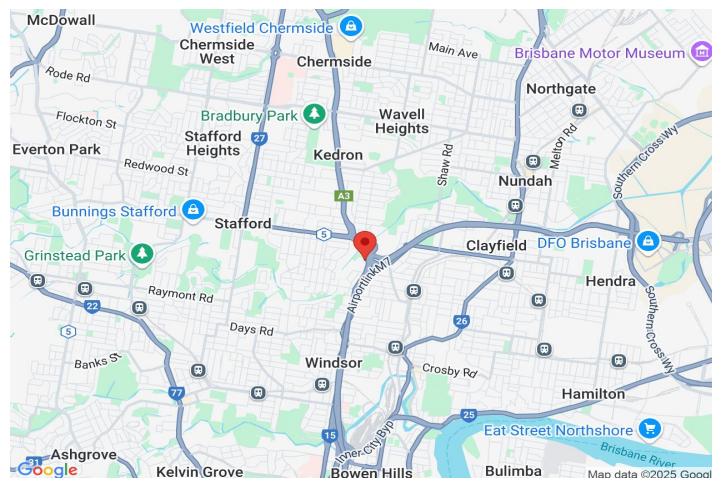 McDowall
Westfield Chermside
Chermside
West
Chermside
Main Ave
Brisbane Motor Museum
Rode Rd
Northgate
Bradbury Park
Flockton St
Wavell
Heights
Stafford
Heights
27
Melton Rd
Everton Park
Kedron
Redwood St
Shaw Rd
Southern Cross Wy
Nundah
A3
Bunnings Stafford
Stafford
5
Clayfield
DFO Brisbane
Grinstead Park
AirportlinkM7
Hendra
Raymont Rd
22
Days Rd
26
Southern Cross Wy
5
Banks St
Windsor
Crosby Rd
77
Hamilton
25
15
Inner City Byp
Eat Street Northshore
Ashgrove
31
Kelvin Grove
Bowen Hills
Bulimba
Brisbane River
Google
Map data ©2025 Googl